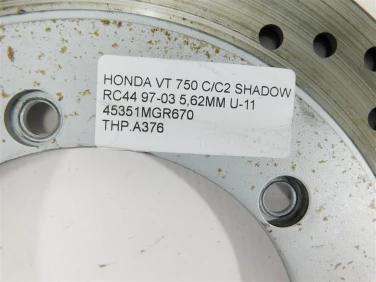 HONDA VT 750 C/C2 SHADOW
RC44 97-03 5,62MM U-11
45351MGR670
THP.A376